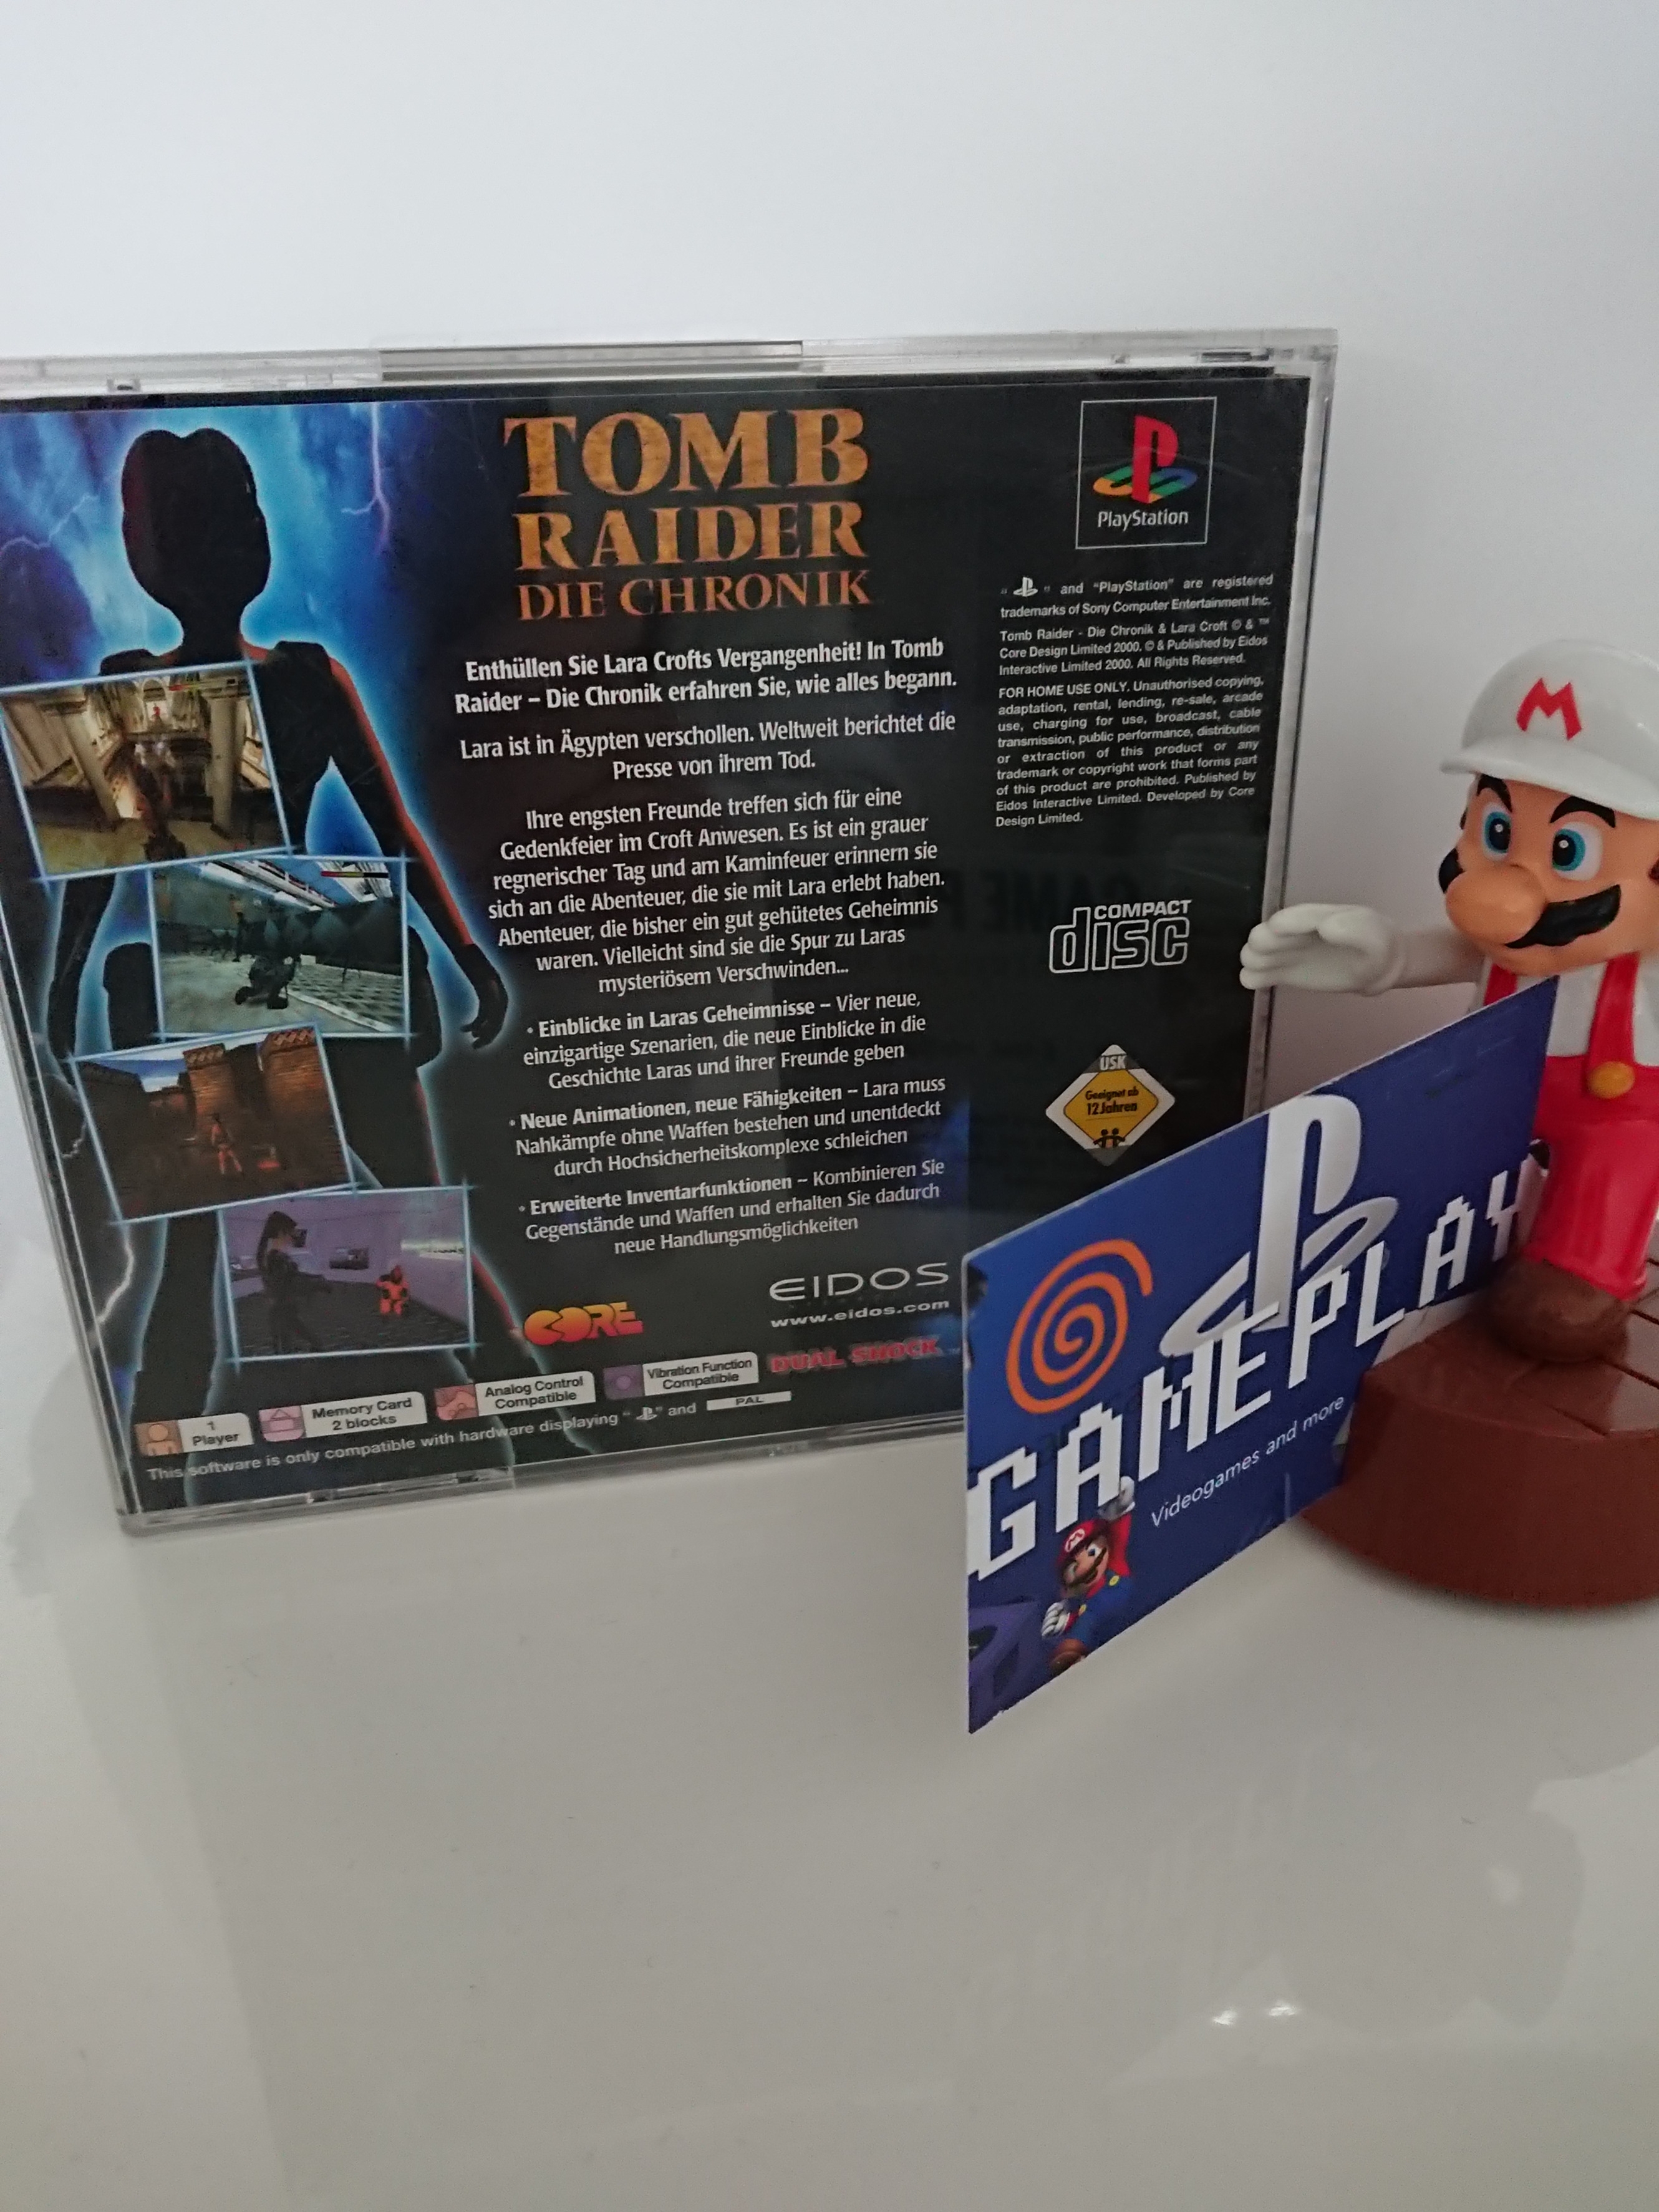 TOMB
RAIDER
DIE CHRONIK
Enthüllen Sie Lara Crofts Vergangenheit! In Tomb
Raider – Die Chronik erfahren Sie, wie alles begann.
Lara ist in Ägypten verschollen. Weltweit berichtet die
Presse von ihrem Tod.
Ihre engsten Freunde treffen sich für eine
Gedenkfeier im Croft Anwesen. Es ist ein grauer
regnerischer Tag und am Kaminfeuer erinnern sie
sich an die Abenteuer, die sie mit Lara erlebt haben.
Abenteuer, die bisher ein gut gehütetes Geheimnis
waren. Vielleicht sind sie die Spur zu Laras
mysteriösem Verschwinden...
• Einblicke in Laras Geheimnisse – Vier neue,
einzigartige Szenarien, die neue Einblicke in die
Geschichte Laras und ihrer Freunde geben
• Neue Animationen, neue Fähigkeiten – Lara muss
Nahkämpfe ohne Waffen bestehen und unentdeckt
durch Hochsicherheitskomplexe schleichen
• Erweiterte Inventarfunktionen – Kombinieren Sie
Gegenstände und Waffen und erhalten Sie dadurch
neue Handlungsmöglichkeiten
CORE
EIDOS
www.eidos.com
1
Player
Memory Card
2 blocks
Analog Control
Compatible
Vibration Function
Compatible
DUAL SHOCK™
This software is only compatible with hardware displaying " " and PAL
PlayStation
" " and "PlayStation" are registered
trademarks of Sony Computer Entertainment Inc.
Tomb Raider - Die Chronik & Lara Croft © & ™
Core Design Limited 2000. © & Published by Eidos
Interactive Limited 2000. All Rights Reserved.
FOR HOME USE ONLY. Unauthorised copying,
adaptation, rental, lending, re-sale, arcade
use, charging for use, broadcast, cable
transmission, public performance, distribution
or extraction of this product or any
trademark or copyright work that forms part
of this product are prohibited. Published by
Eidos Interactive Limited. Developed by Core
Design Limited.
COMPACT
disc
USK
Geeignet ab
12 Jahren
M
GAMEPLAY
Videogames and more
M